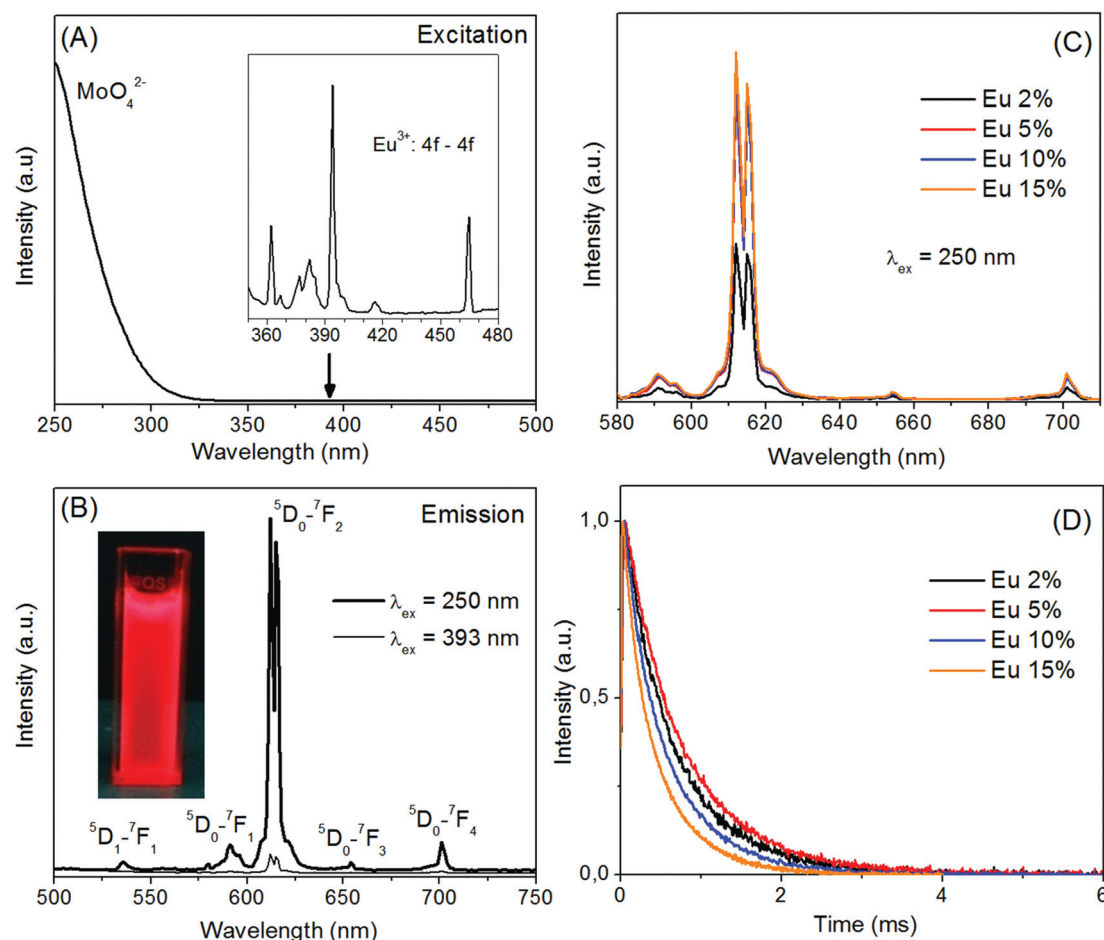 (A)
Excitation
MoO₄²⁻
Eu³⁺: 4f - 4f
360 390 420 450 480
250 300 350 400 450 500
Wavelength (nm)
Intensity (a.u)
(B)
Emission
⁵D₀-⁷F₂
QS
λₑₓ = 250 nm
λₑₓ = 393 nm
⁵D₁-⁷F₁
⁵D₀-⁷F₁
⁵D₀-⁷F₃
⁵D₀-⁷F₄
500 550 600 650 700 750
Wavelength (nm)
Intensity (a.u.)
(C)
Eu 2%
Eu 5%
Eu 10%
Eu 15%
λₑₓ = 250 nm
580 600 620 640 660 680 700
Wavelength (nm)
Intensity (a.u.)
(D)
1,0
0,5
0,0
Eu 2%
Eu 5%
Eu 10%
Eu 15%
0 2 4 6
Time (ms)
Intensity (a.u.)